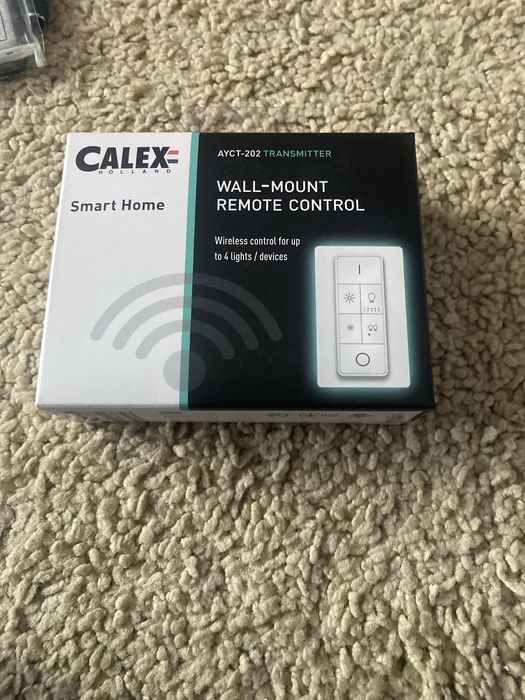 CALEX
HOLLAND
Smart Home
AYCT-202 TRANSMITTER
WALL-MOUNT
REMOTE CONTROL
Wireless control for up
to 4 lights / devices